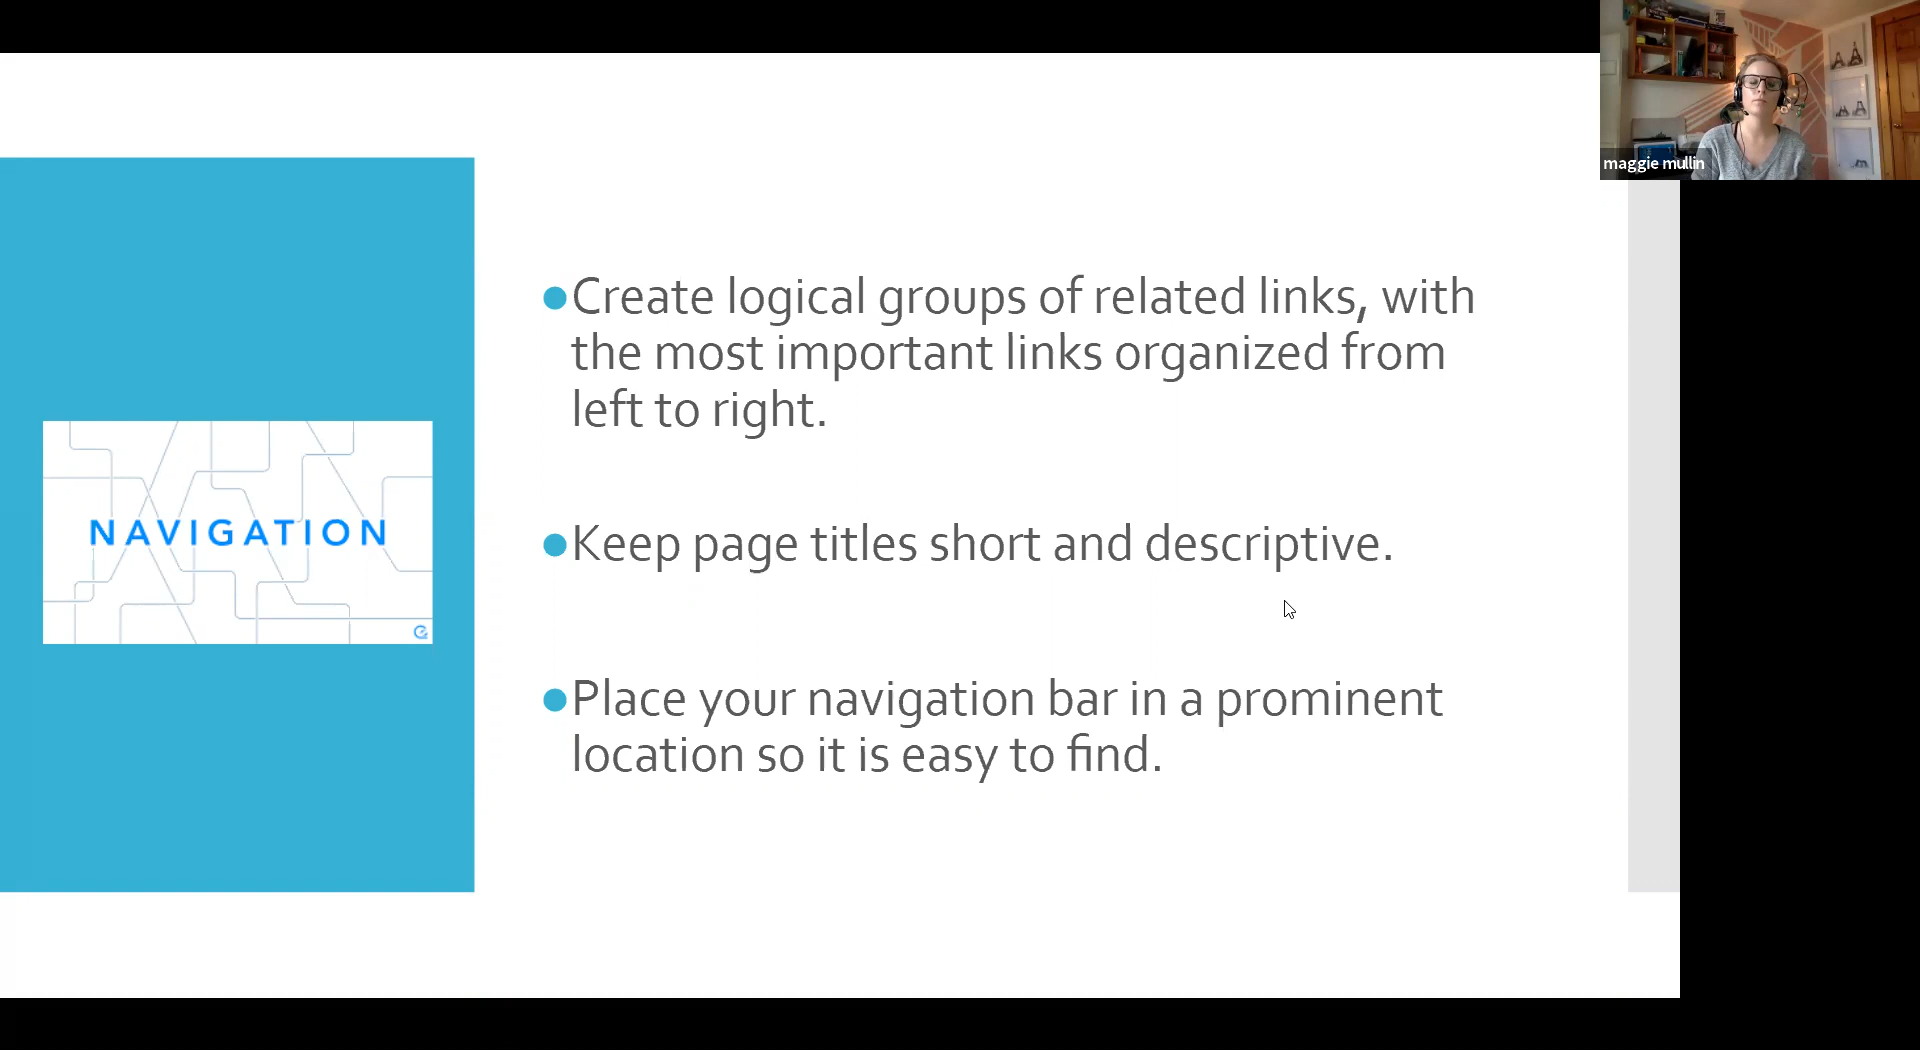 maggie mullin
NAVIGATION
●Create logical groups of related links, with
the most important links organized from
left to right.
●Keep page titles short and descriptive.
●Place your navigation bar in a prominent
location so it is easy to find.